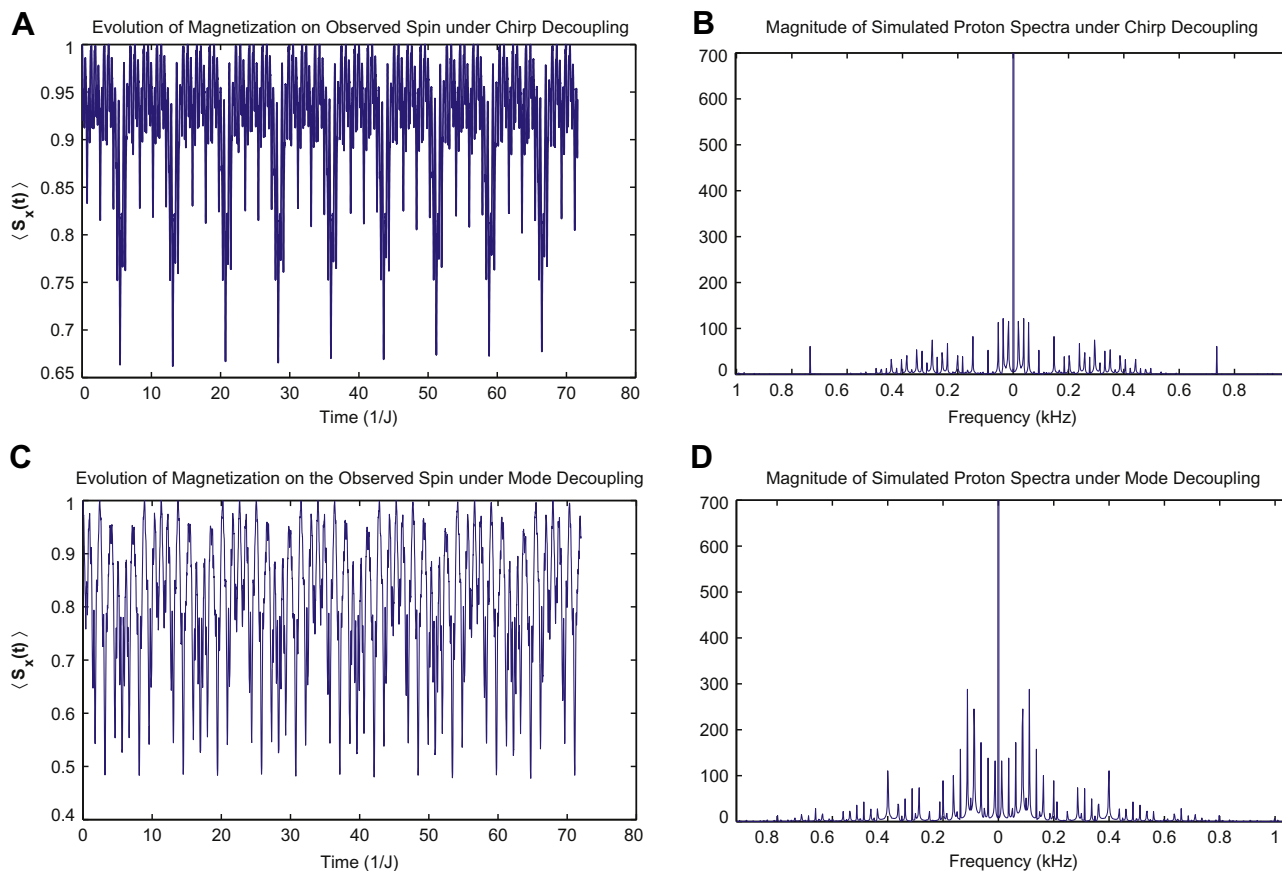 A
Evolution of Magnetization on Observed Spin under Chirp Decoupling
1
0.95
0.9
0.85
0.8
0.75
0.7
0.65
⟨ S_x(t) ⟩
0 10 20 30 40 50 60 70 80
Time (1/J)
B
Magnitude of Simulated Proton Spectra under Chirp Decoupling
700
600
500
400
300
200
100
0
1 0.8 0.6 0.4 0.2 0 0.2 0.4 0.6 0.8
Frequency (kHz)
C
Evolution of Magnetization on the Observed Spin under Mode Decoupling
1
0.9
0.8
0.7
0.6
0.5
0.4
⟨ S_x(t) ⟩
0 10 20 30 40 50 60 70 80
Time (1/J)
D
Magnitude of Simulated Proton Spectra under Mode Decoupling
700
600
500
400
300
200
100
0
0.8 0.6 0.4 0.2 0 0.2 0.4 0.6 0.8 1
Frequency (kHz)